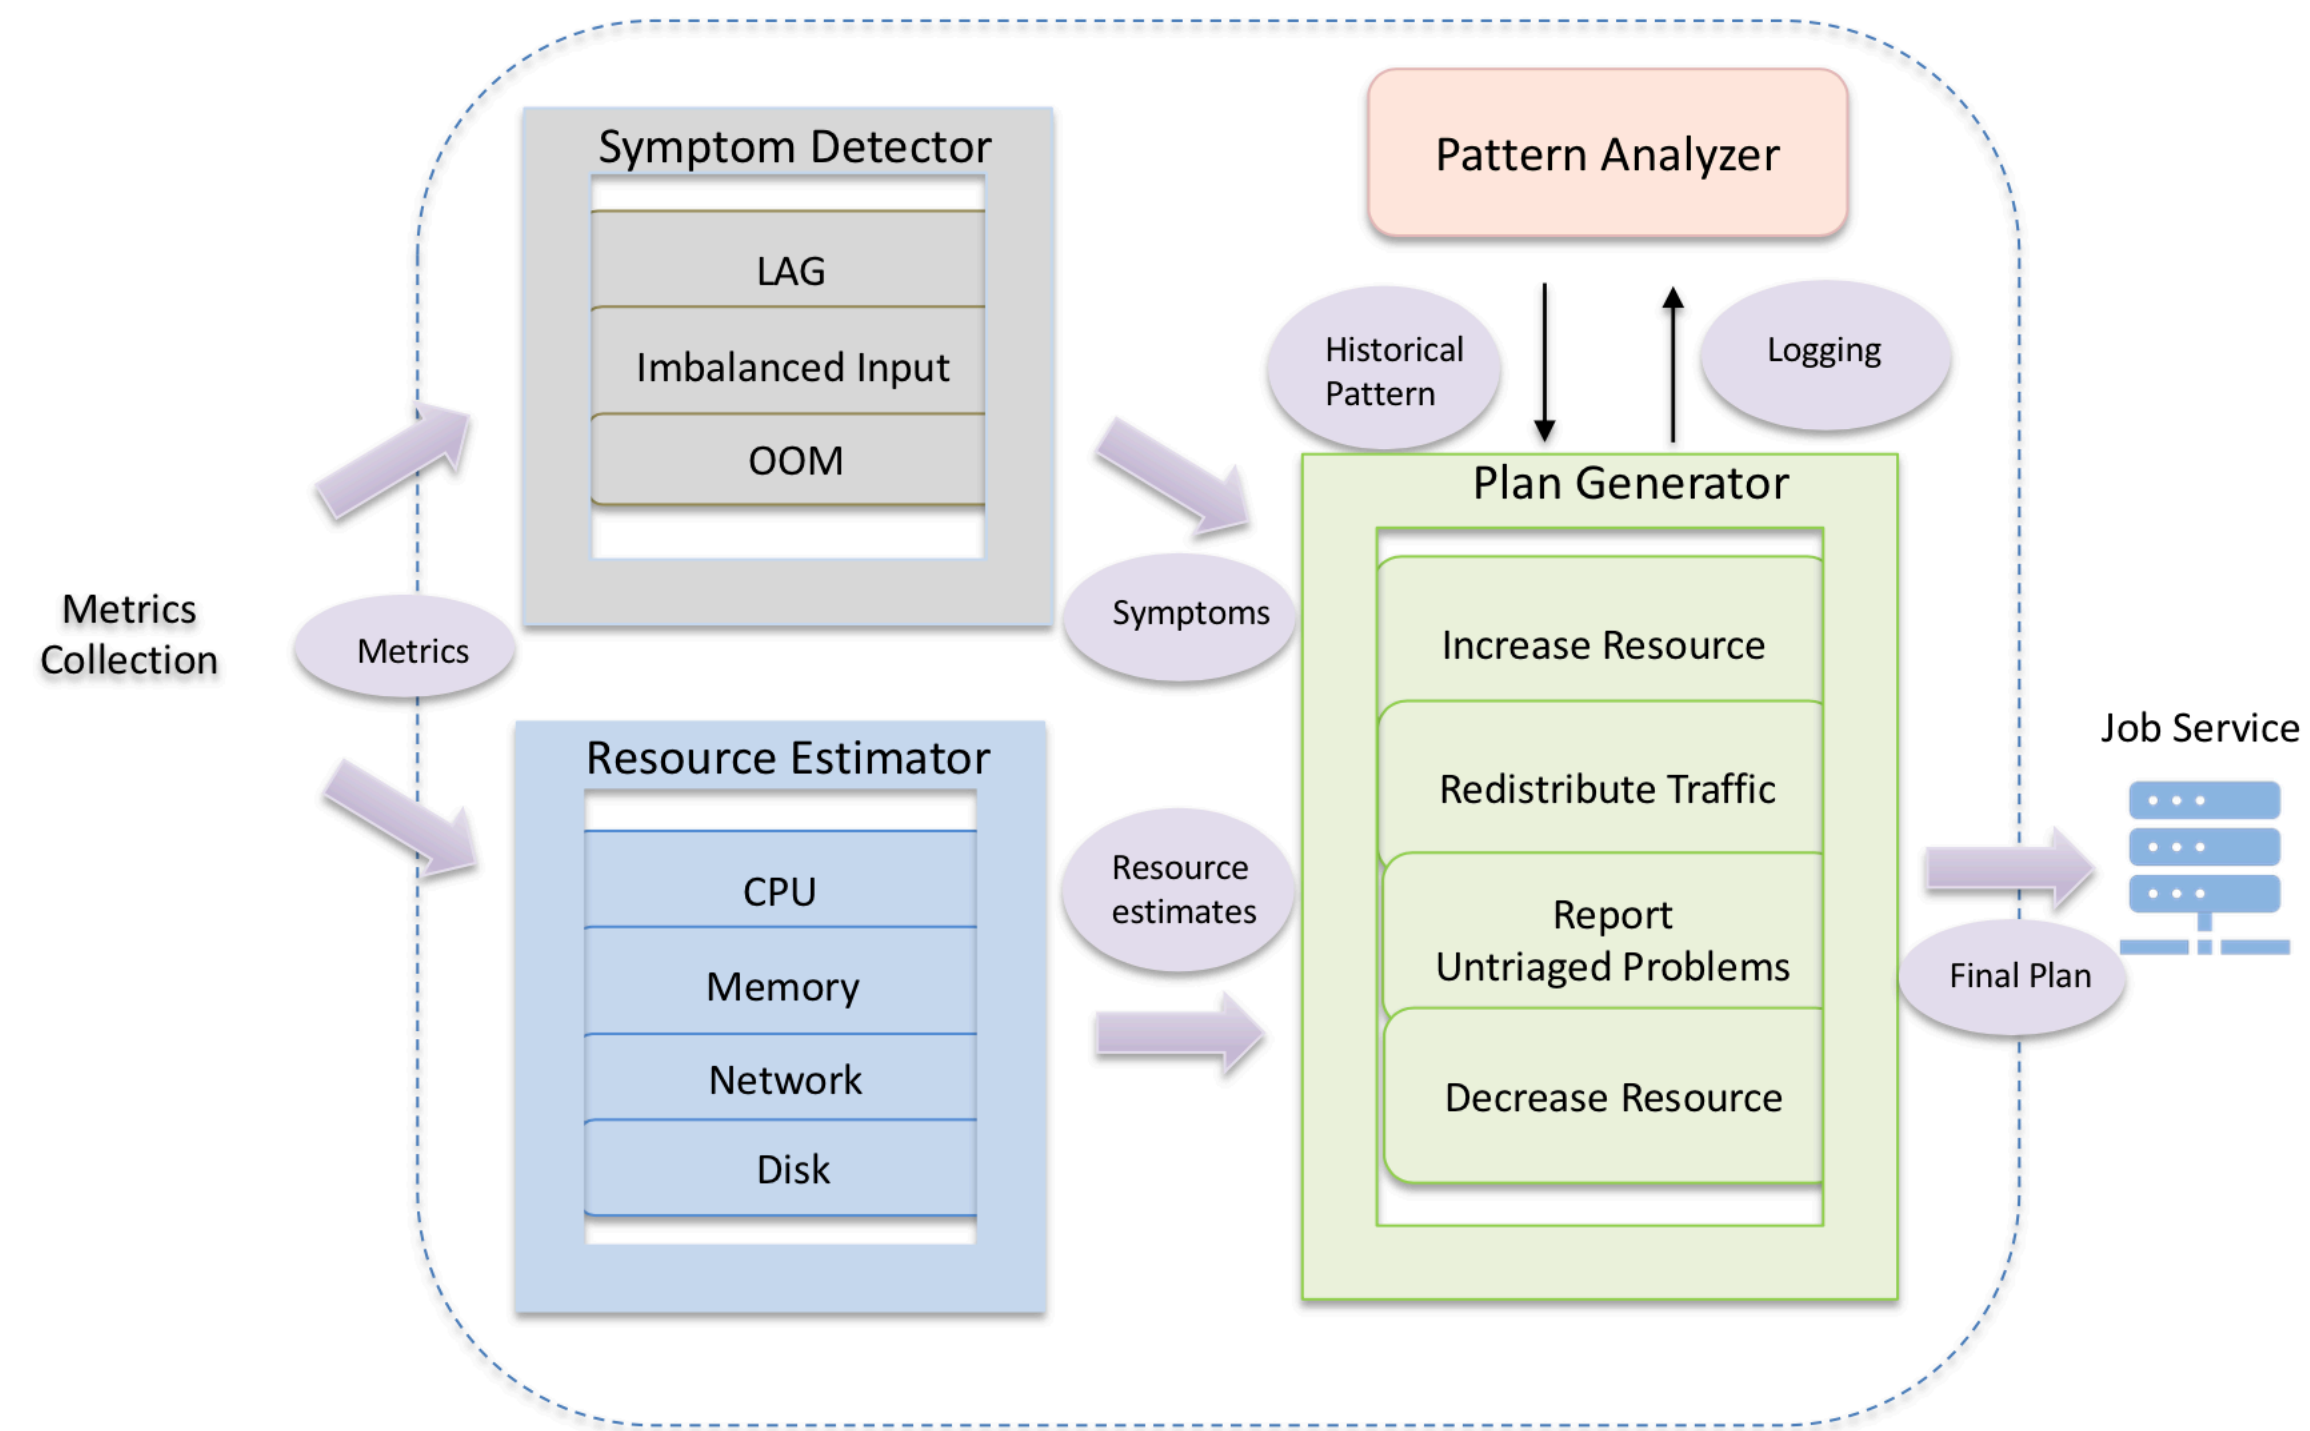 Symptom Detector
LAG
Imbalanced Input
OOM
Pattern Analyzer
Historical
Pattern
Logging
Metrics
Collection
Metrics
Symptoms
Resource Estimator
CPU
Memory
Network
Disk
Resource
estimates
Plan Generator
Increase Resource
Redistribute Traffic
Report
Untriaged Problems
Decrease Resource
Job Service
Final Plan